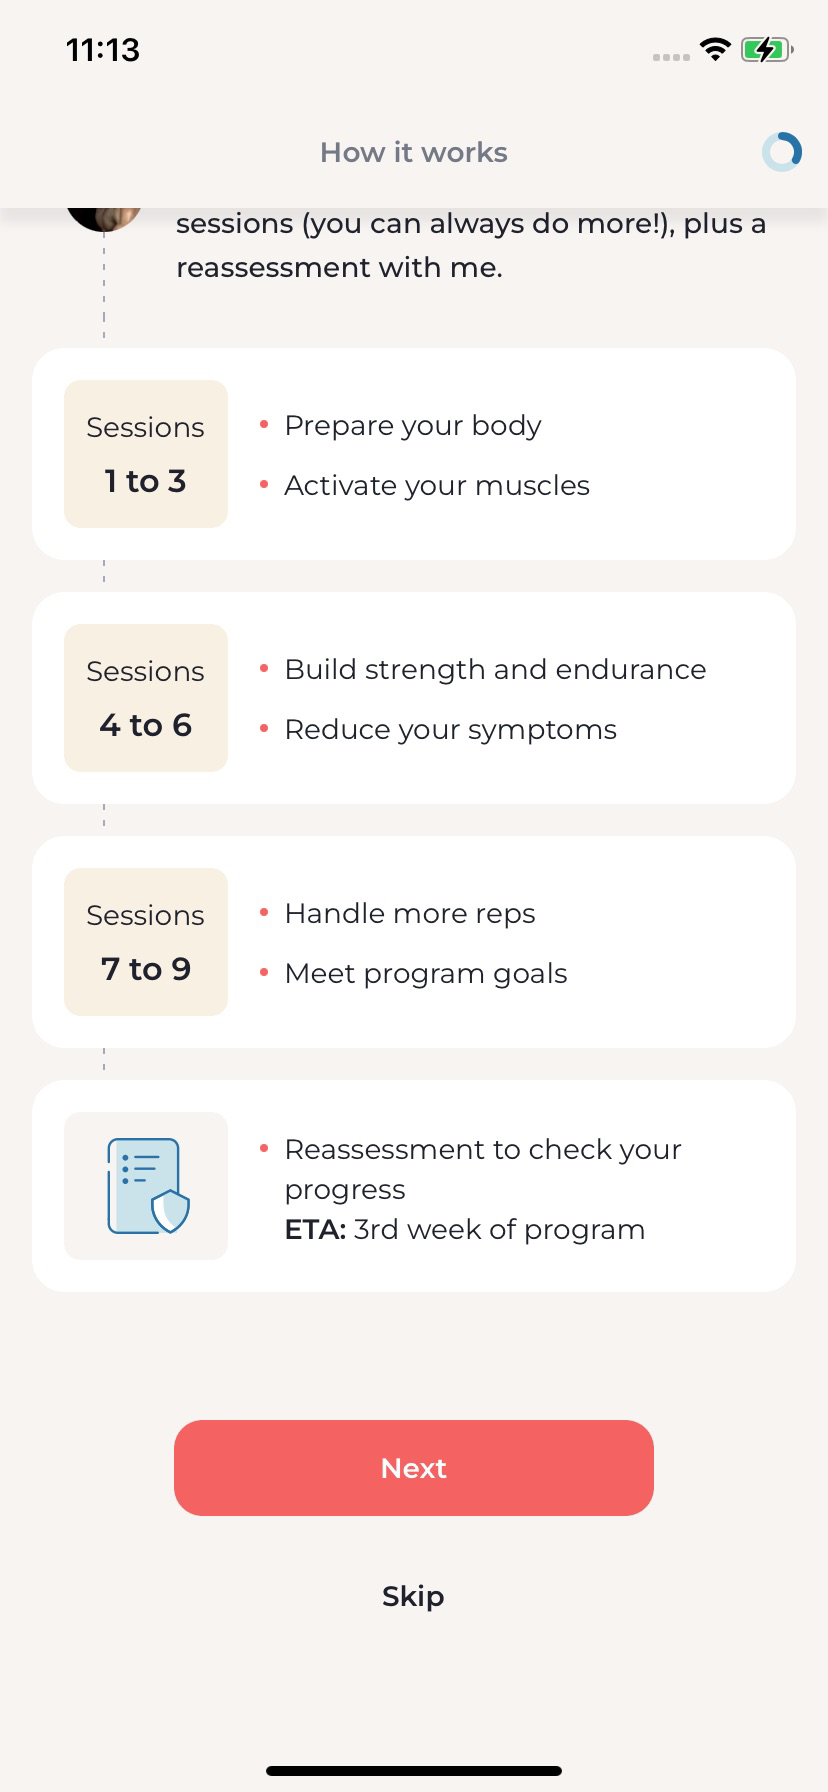 11:13
How it works
sessions (you can always do more!), plus a
reassessment with me.
Sessions
1 to 3
Prepare your body
Activate your muscles
Sessions
4 to 6
Build strength and endurance
Reduce your symptoms
Sessions
7 to 9
Handle more reps
Meet program goals
Reassessment to check your
progress
ETA: 3rd week of program
Next
Skip